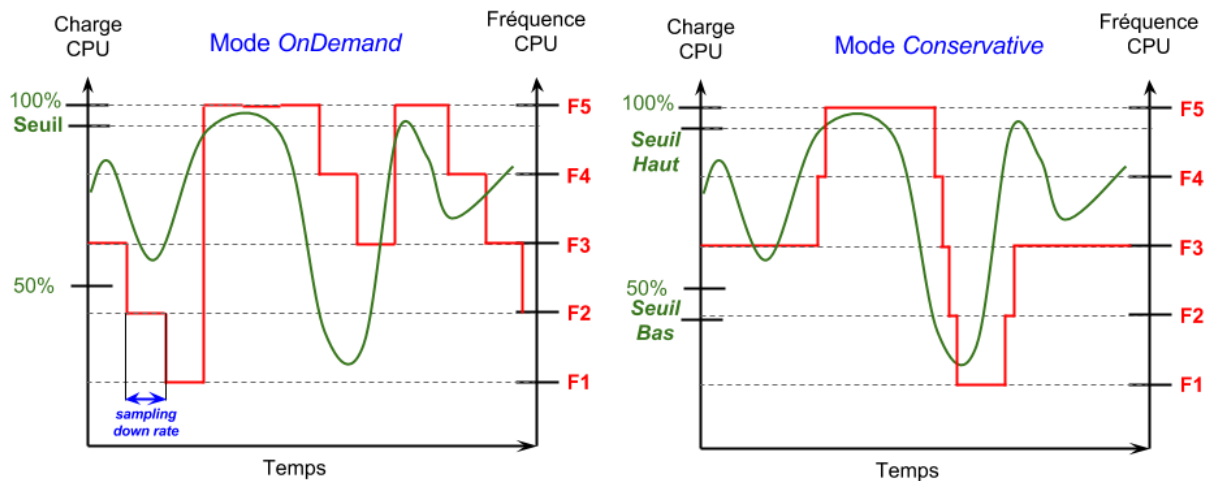 Charge
CPU
Mode OnDemand
Fréquence
CPU
100%
Seuil
50%
F5
F4
F3
F2
F1
sampling
down rate
Temps
Charge
CPU
Mode Conservative
Fréquence
CPU
100%
Seuil
Haut
50%
Seuil
Bas
F5
F4
F3
F2
F1
Temps